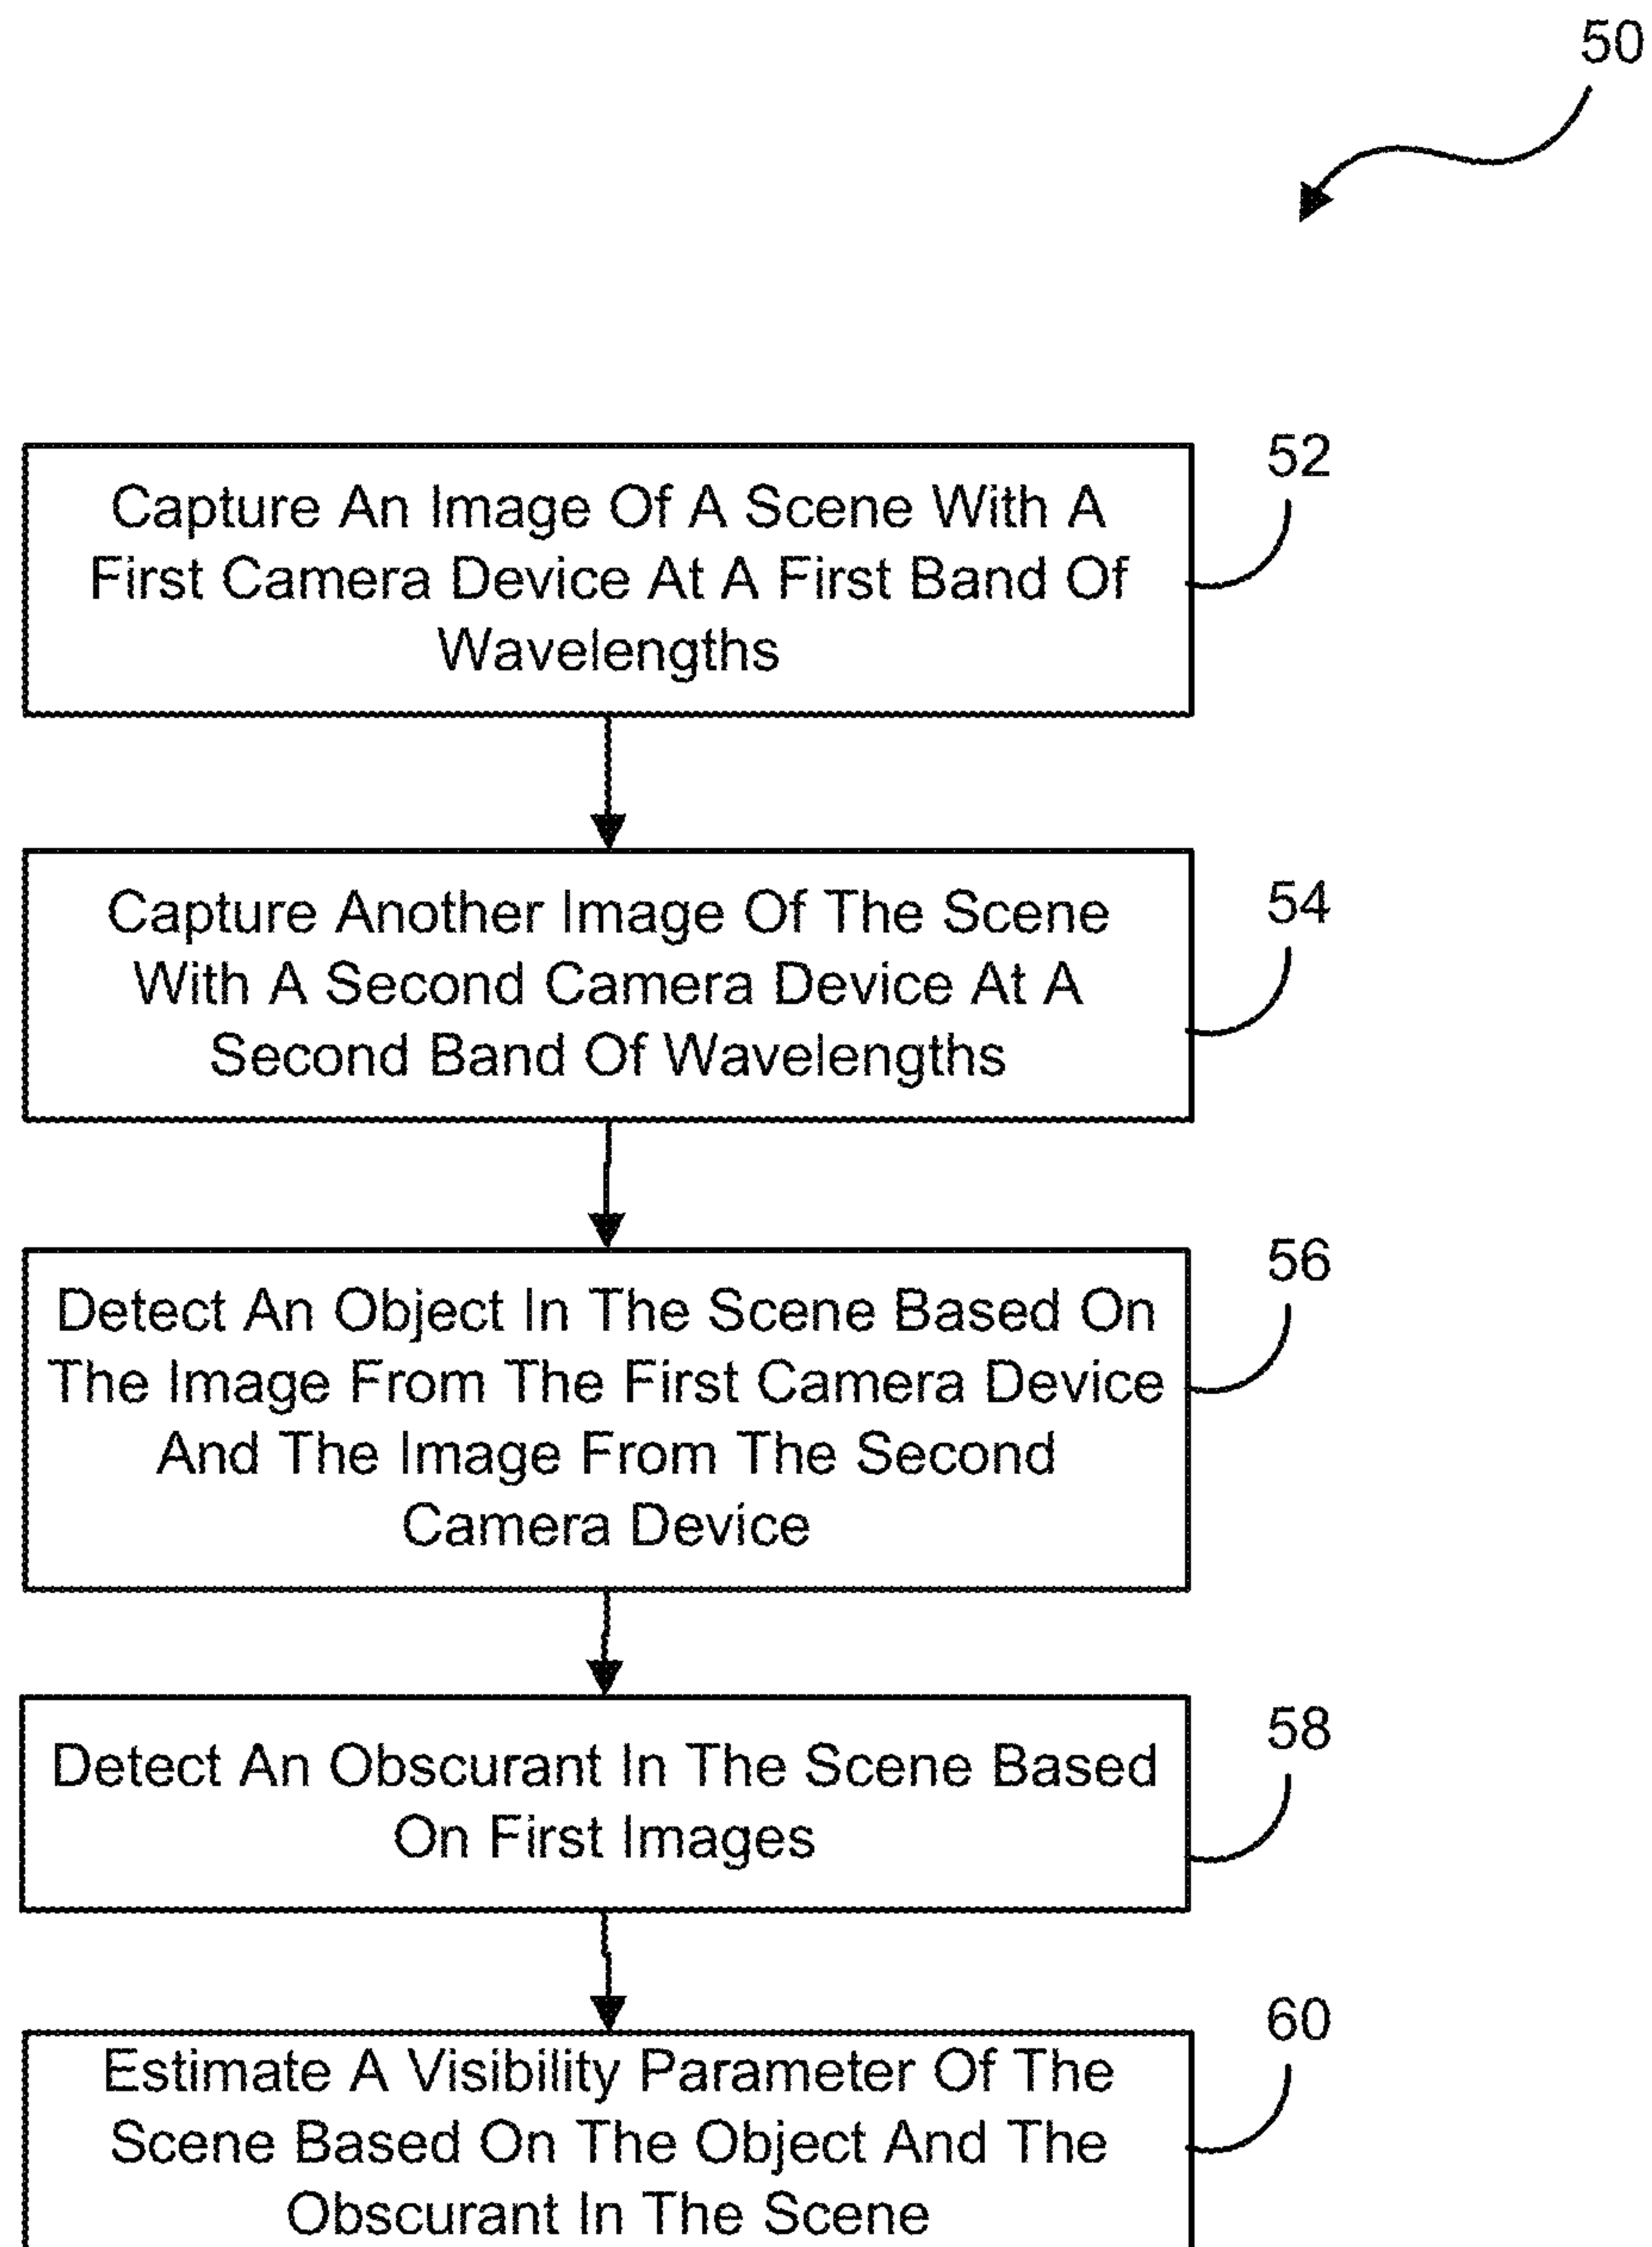 50
52
Capture An Image Of A Scene With A
First Camera Device At A First Band Of
Wavelengths
54
Capture Another Image Of The Scene
With A Second Camera Device At A
Second Band Of Wavelengths
56
Detect An Object In The Scene Based On
The Image From The First Camera Device
And The Image From The Second
Camera Device
58
Detect An Obscurant In The Scene Based
On First Images
60
Estimate A Visibility Parameter Of The
Scene Based On The Object And The
Obscurant In The Scene